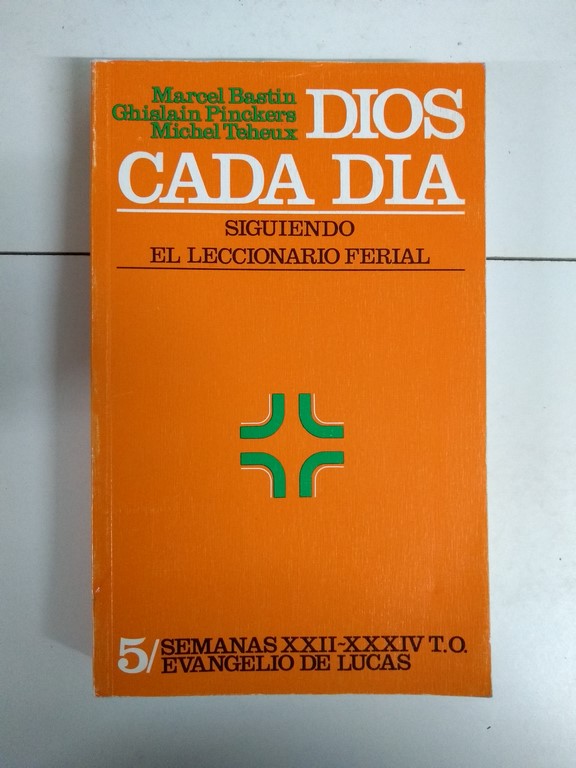 Marcel Bastin
Ghislain Pinckers
Michel Teheux
DIOS
CADA DIA
SIGUIENDO
EL LECCIONARIO FERIAL
5/ SEMANAS XXII-XXXIV T.O.
EVANGELIO DE LUCAS